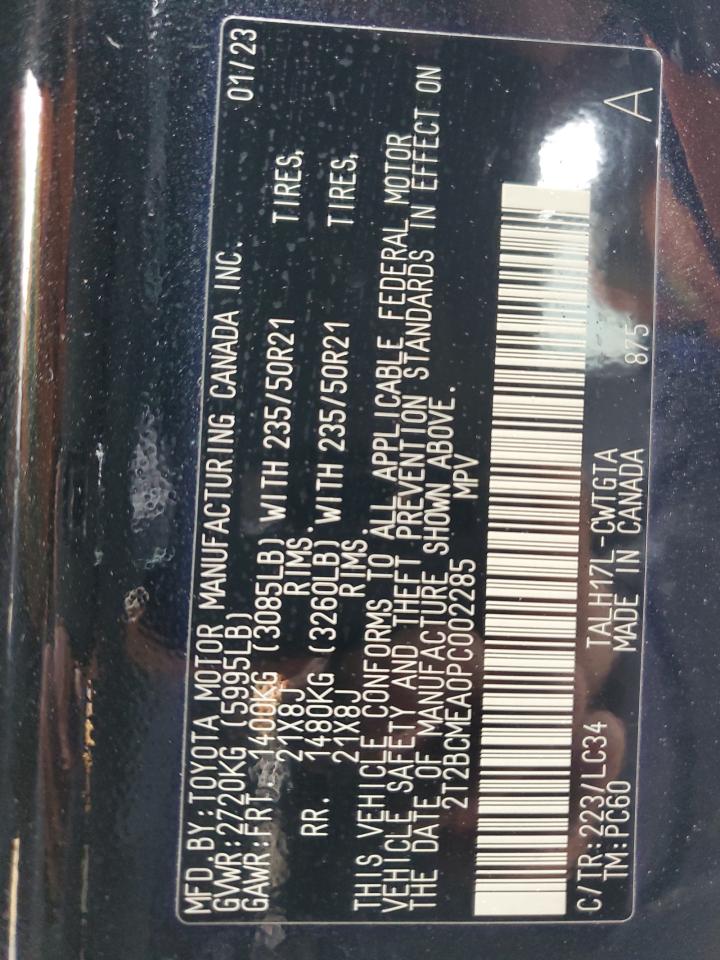 MFD.BY:TOYOTA MOTOR MANUFACTURING CANADA INC. 01/23
GVWR:2720KG (5995LB)
GAWR:FRT. 1400KG (3085LB) WITH 235/50R21 TIRES,
21X8J RIMS.
RR. 1480KG (3260LB) WITH 235/50R21 TIRES,
21X8J RIMS
THIS VEHICLE CONFORMS TO ALL APPLICABLE FEDERAL MOTOR
VEHICLE SAFETY AND THEFT PREVENTION STANDARDS IN EFFECT ON
THE DATE OF MANUFACTURE SHOWN ABOVE.
2T2BCMEA0PC002285 MPV
C/TR:223/LC34 TALH17L-CWTGTA A
TM:PC60 MADE IN CANADA 875